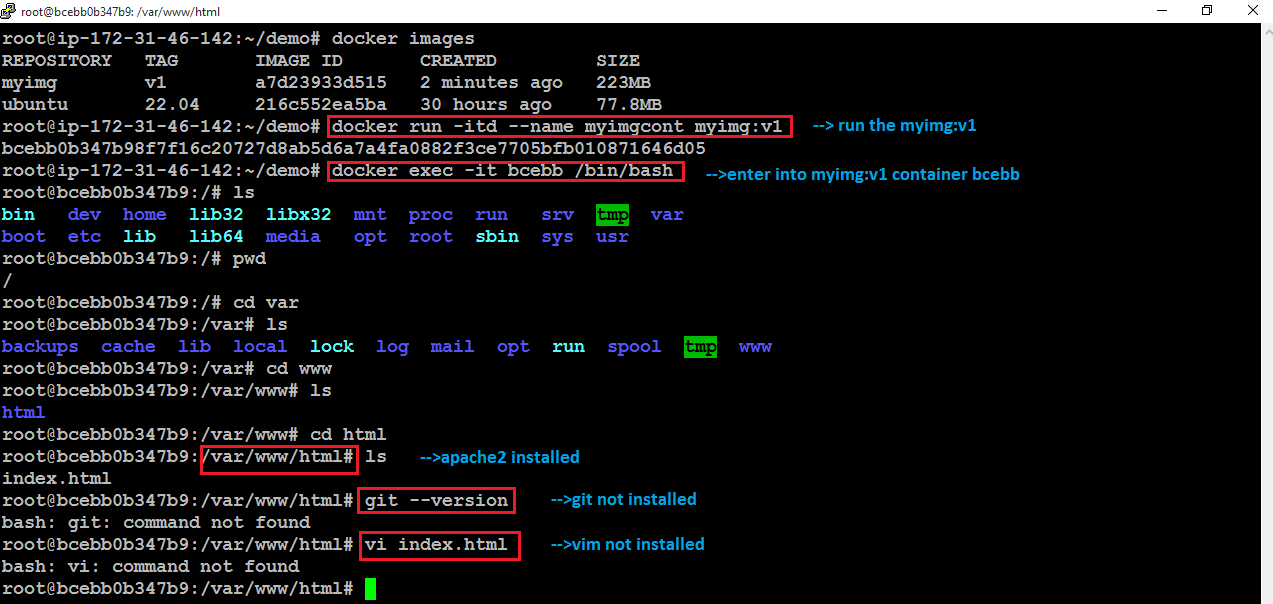 root@bcebb0b347b9: /var/www/html
root@ip-172-31-46-142:~/demo# docker images
REPOSITORY   TAG       IMAGE ID       CREATED         SIZE
myimg        v1        a7d23933d515   2 minutes ago   223MB
ubuntu       22.04     216c552ea5ba   30 hours ago    77.8MB
root@ip-172-31-46-142:~/demo# docker run -itd --name myimgcont myimg:v1 --> run the myimg:v1
bcebb0b347b98f7f16c20727d8ab5d6a7a4fa0882f3ce7705bfb010871646d05
root@ip-172-31-46-142:~/demo# docker exec -it bcebb /bin/bash -->enter into myimg:v1 container bcebb
root@bcebb0b347b9:/# ls
bin   dev  home  lib32  libx32  mnt  proc  run   srv  tmp  var
boot  etc  lib   lib64  media   opt  root  sbin  sys  usr
root@bcebb0b347b9:/# pwd
/
root@bcebb0b347b9:/# cd var
root@bcebb0b347b9:/var# ls
backups  cache  lib  local  lock  log  mail  opt  run  spool  tmp  www
root@bcebb0b347b9:/var# cd www
root@bcebb0b347b9:/var/www# ls
html
root@bcebb0b347b9:/var/www# cd html
root@bcebb0b347b9:/var/www/html# ls -->apache2 installed
index.html
root@bcebb0b347b9:/var/www/html# git --version -->git not installed
bash: git: command not found
root@bcebb0b347b9:/var/www/html# vi index.html -->vim not installed
bash: vi: command not found
root@bcebb0b347b9:/var/www/html#